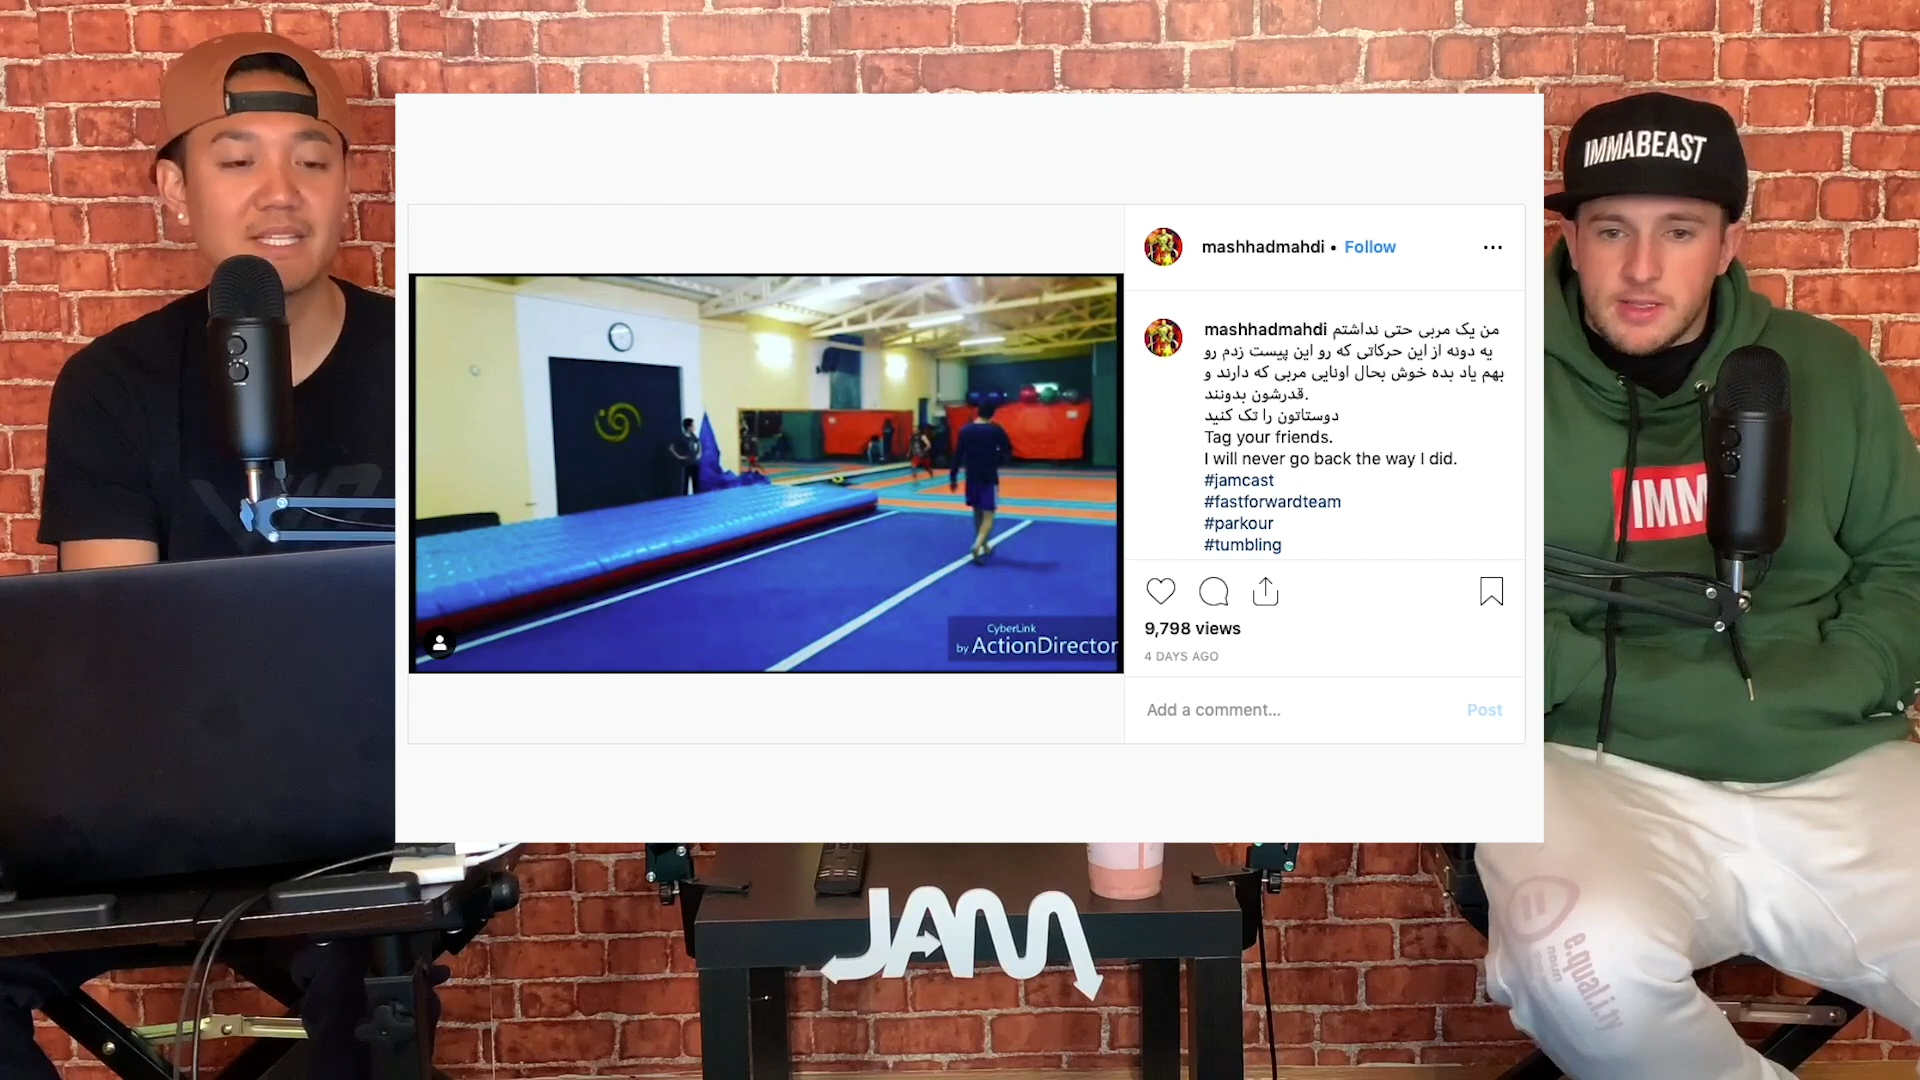 IMMABEAST
mashhadmahdi • Follow
mashhadmahdi من یک مربی حتی نداشتم
یه دونه از این حرکاتی که رو این پیست زدم رو
بهم یاد بده خوش بحال اونایی مربی که دارند و
قدرشون بدونند.
دوستاتون را تک کنید
Tag your friends.
I will never go back the way I did.
#jamcast
#fastforwardteam
#parkour
#tumbling
9,798 views
4 DAYS AGO
Add a comment... Post
CyberLink
by ActionDirector
IMM
JAM
e.qual.i.ty
noun